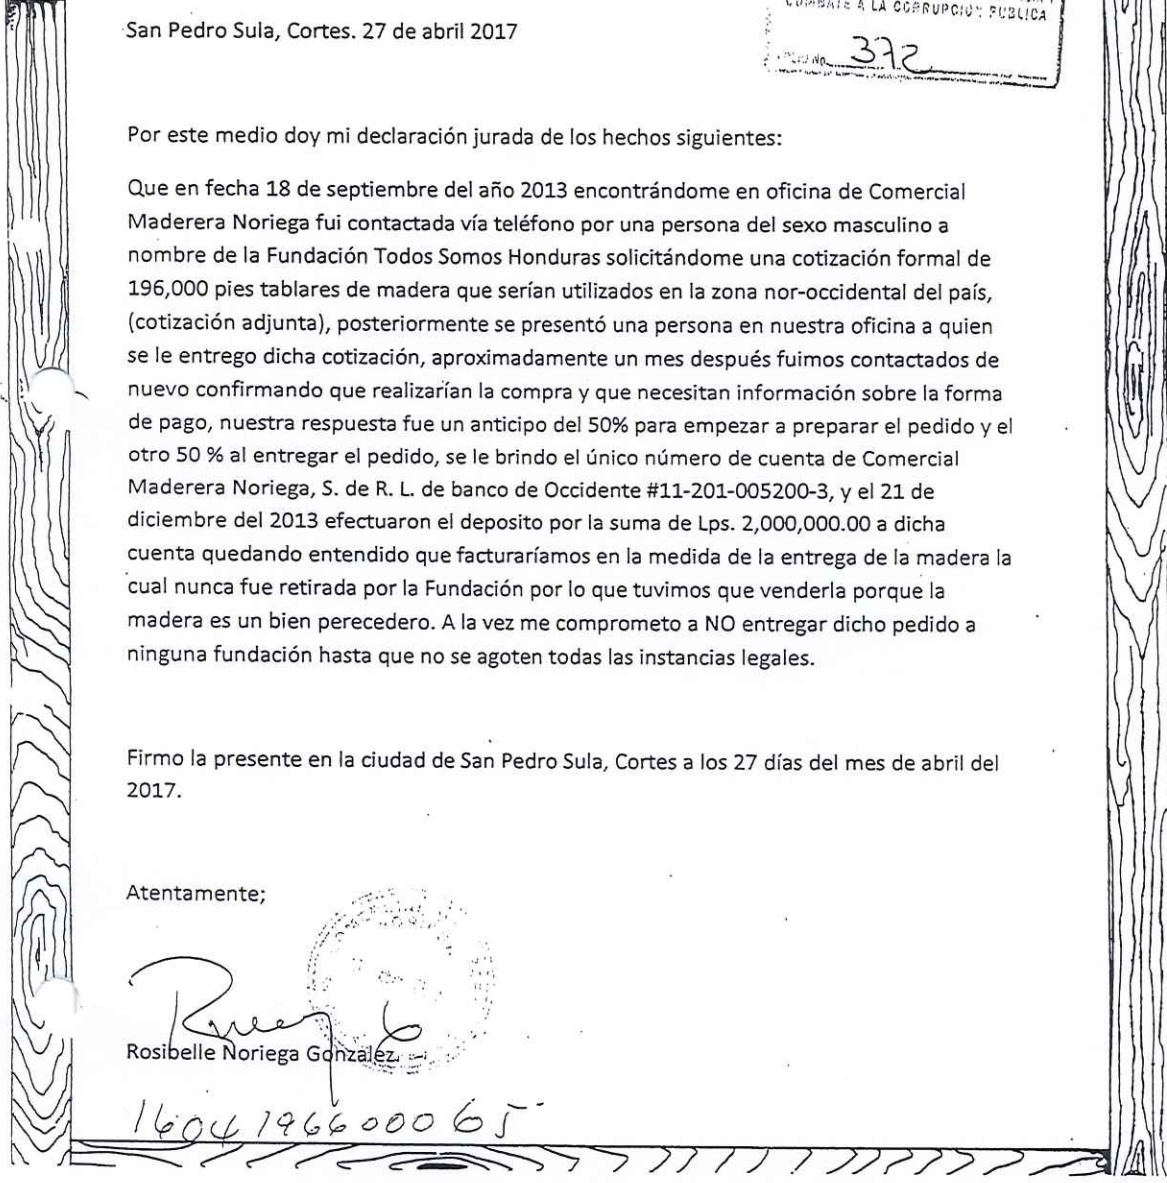 COMBATE A LA CORRUPCION PUBLICA
San Pedro Sula, Cortes. 27 de abril 2017
No. 372
Por este medio doy mi declaración jurada de los hechos siguientes:
Que en fecha 18 de septiembre del año 2013 encontrándome en oficina de Comercial
Maderera Noriega fui contactada vía teléfono por una persona del sexo masculino a
nombre de la Fundación Todos Somos Honduras solicitándome una cotización formal de
196,000 pies tablares de madera que serían utilizados en la zona nor-occidental del país,
(cotización adjunta), posteriormente se presentó una persona en nuestra oficina a quien
se le entrego dicha cotización, aproximadamente un mes después fuimos contactados de
nuevo confirmando que realizarían la compra y que necesitan información sobre la forma
de pago, nuestra respuesta fue un anticipo del 50% para empezar a preparar el pedido y el
otro 50 % al entregar el pedido, se le brindo el único número de cuenta de Comercial
Maderera Noriega, S. de R. L. de banco de Occidente #11-201-005200-3, y el 21 de
diciembre del 2013 efectuaron el deposito por la suma de Lps. 2,000,000.00 a dicha
cuenta quedando entendido que facturaríamos en la medida de la entrega de la madera la
cual nunca fue retirada por la Fundación por lo que tuvimos que venderla porque la
madera es un bien perecedero. A la vez me comprometo a NO entregar dicho pedido a
ninguna fundación hasta que no se agoten todas las instancias legales.
Firmo la presente en la ciudad de San Pedro Sula, Cortes a los 27 días del mes de abril del
2017.
Atentamente;
Rosibelle Noriega González
1604196600065